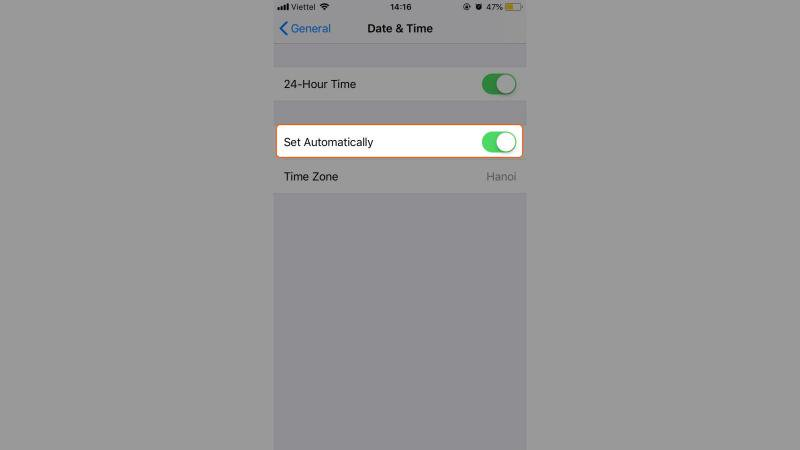 Viettel 14:16 47%
General Date & Time
24-Hour Time
Set Automatically
Time Zone Hanoi